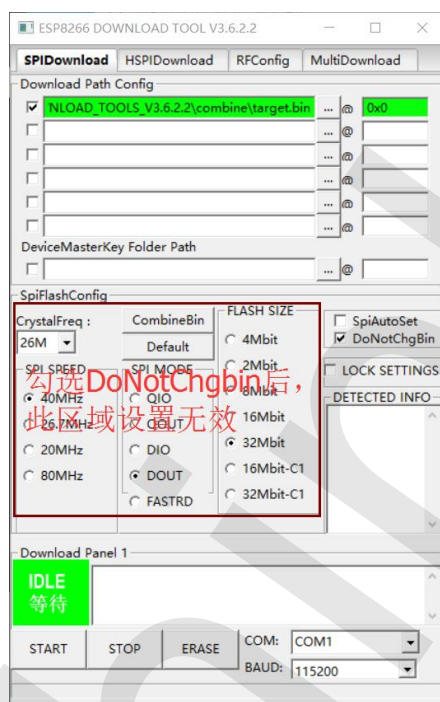 ESP8266 DOWNLOAD TOOL V3.6.2.2
SPIDownload HSPIDownload RFConfig MultiDownload
Download Path Config
'NLOAD_TOOLS_V3.6.2.2\combine\target.bin ... @ 0x0
... @
... @
... @
... @
DeviceMasterKey Folder Path
... @
SpiFlashConfig
CrystalFreq :
26M
CombineBin
Default
SPI SPEED
40MHz
26.7MHz
20MHz
80MHz
SPI MODE
QIO
QOUT
DIO
DOUT
FASTRD
FLASH SIZE
4Mbit
2Mbit
8Mbit
16Mbit
32Mbit
16Mbit-C1
32Mbit-C1
勾选DoNotChgbin后,
此区域设置无效
SpiAutoSet
DoNotChgBin
LOCK SETTINGS
DETECTED INFO
Download Panel 1
IDLE
等待
START STOP ERASE
COM: COM1
BAUD: 115200